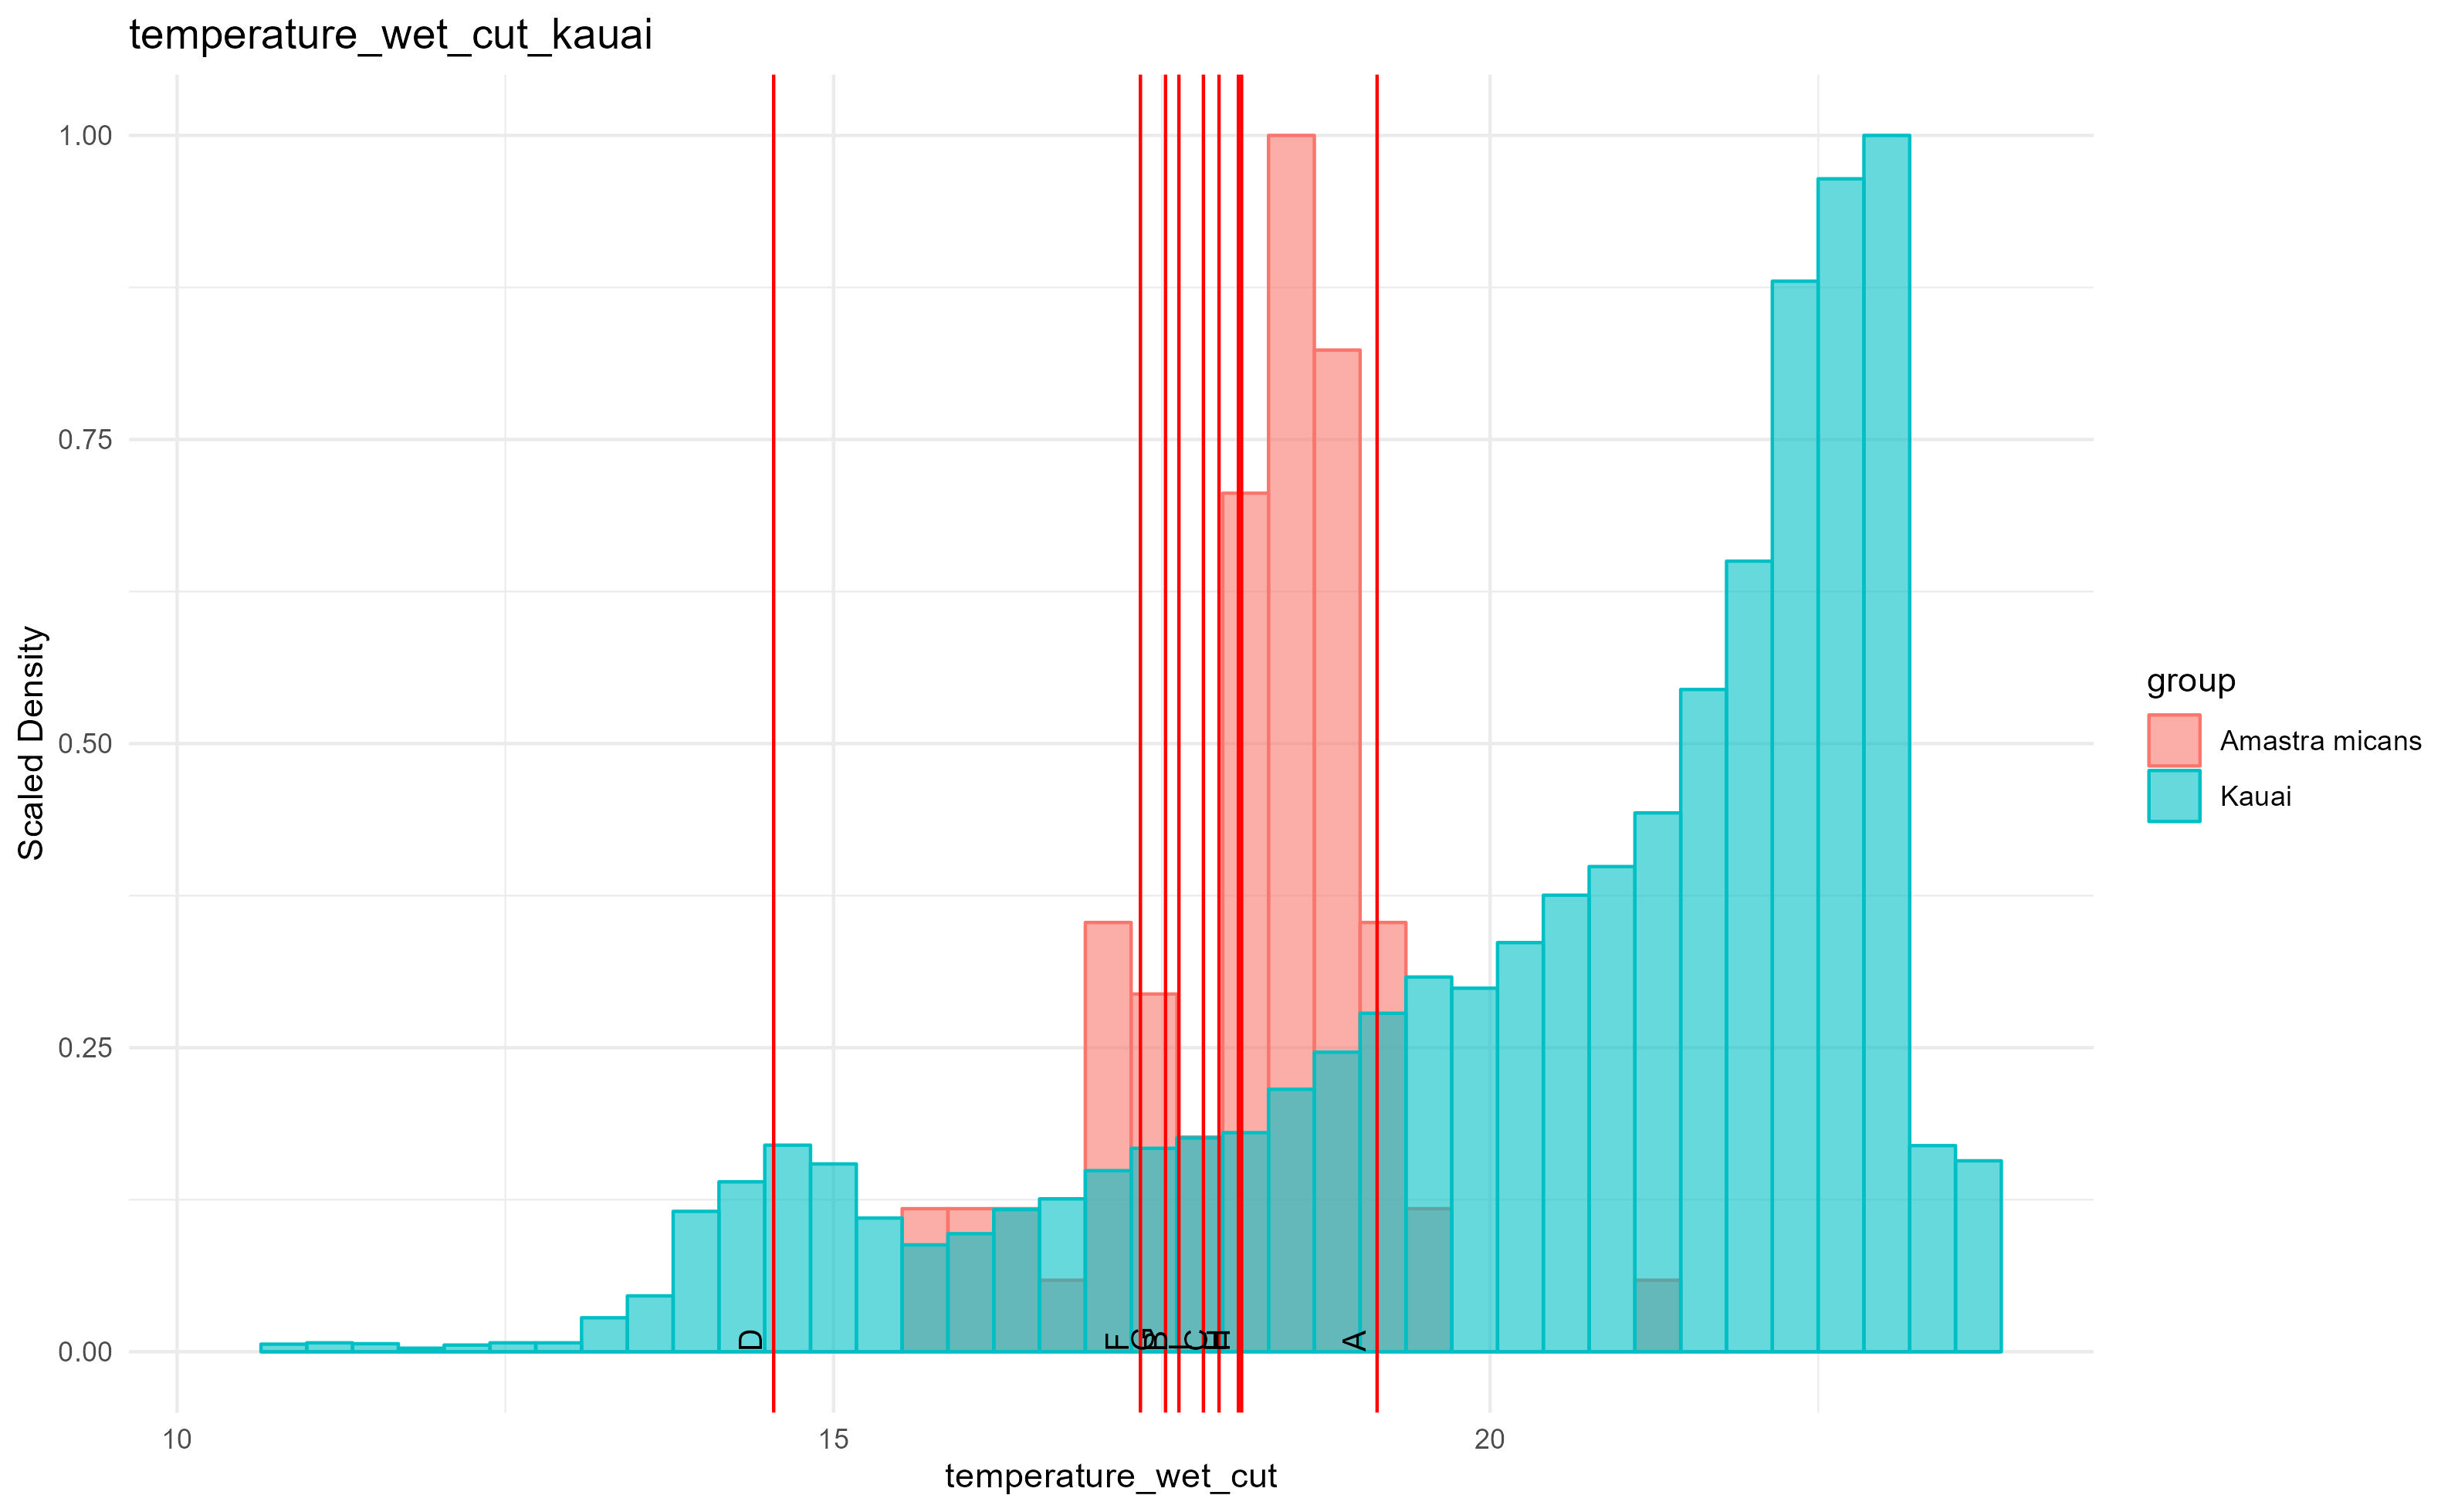 temperature_wet_cut_kauai
1.00
0.75
0.50
0.25
0.00
Scaled Density
D
F
G
B
I
C
H
A
10
15
20
temperature_wet_cut
group
Amastra micans
Kauai